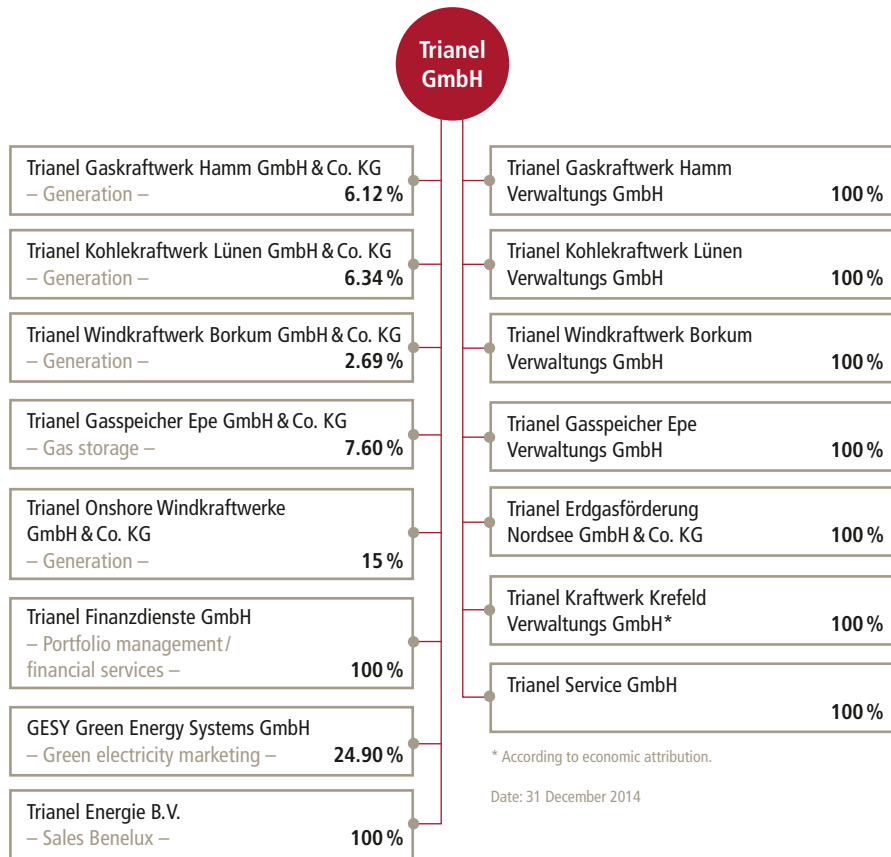 Trianel
GmbH
Trianel Gaskraftwerk Hamm GmbH & Co. KG
– Generation – 6.12 %
Trianel Kohlekraftwerk Lünen GmbH & Co. KG
– Generation – 6.34 %
Trianel Windkraftwerk Borkum GmbH & Co. KG
– Generation – 2.69 %
Trianel Gasspeicher Epe GmbH & Co. KG
– Gas storage – 7.60 %
Trianel Onshore Windkraftwerke
GmbH & Co. KG
– Generation – 15 %
Trianel Finanzdienste GmbH
– Portfolio management /
financial services – 100 %
GESY Green Energy Systems GmbH
– Green electricity marketing – 24.90 %
Trianel Energie B.V.
– Sales Benelux – 100 %
Trianel Gaskraftwerk Hamm
Verwaltungs GmbH 100 %
Trianel Kohlekraftwerk Lünen
Verwaltungs GmbH 100 %
Trianel Windkraftwerk Borkum
Verwaltungs GmbH 100 %
Trianel Gasspeicher Epe
Verwaltungs GmbH 100 %
Trianel Erdgasförderung
Nordsee GmbH & Co. KG 100 %
Trianel Kraftwerk Krefeld
Verwaltungs GmbH* 100 %
Trianel Service GmbH
100 %
* According to economic attribution.
Date: 31 December 2014